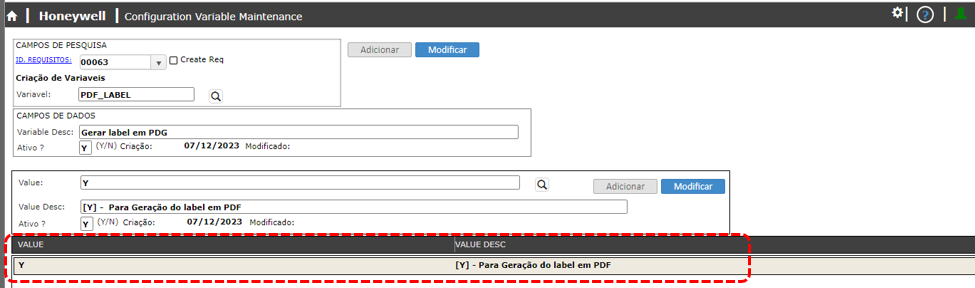 Honeywell Configuration Variable Maintenance
CAMPOS DE PESQUISA
ID. REQUISITOS: 00063 Create Req Adicionar Modificar
Criação de Variaveis
Variavel: PDF_LABEL
CAMPOS DE DADOS
Variable Desc: Gerar label em PDG
Ativo ? Y (Y/N) Criação: 07/12/2023 Modificado:
Value: Y Adicionar Modificar
Value Desc: [Y] - Para Geração do label em PDF
Ativo ? Y (Y/N) Criação: 07/12/2023 Modificado:
VALUE VALUE DESC
Y [Y] - Para Geração do label em PDF